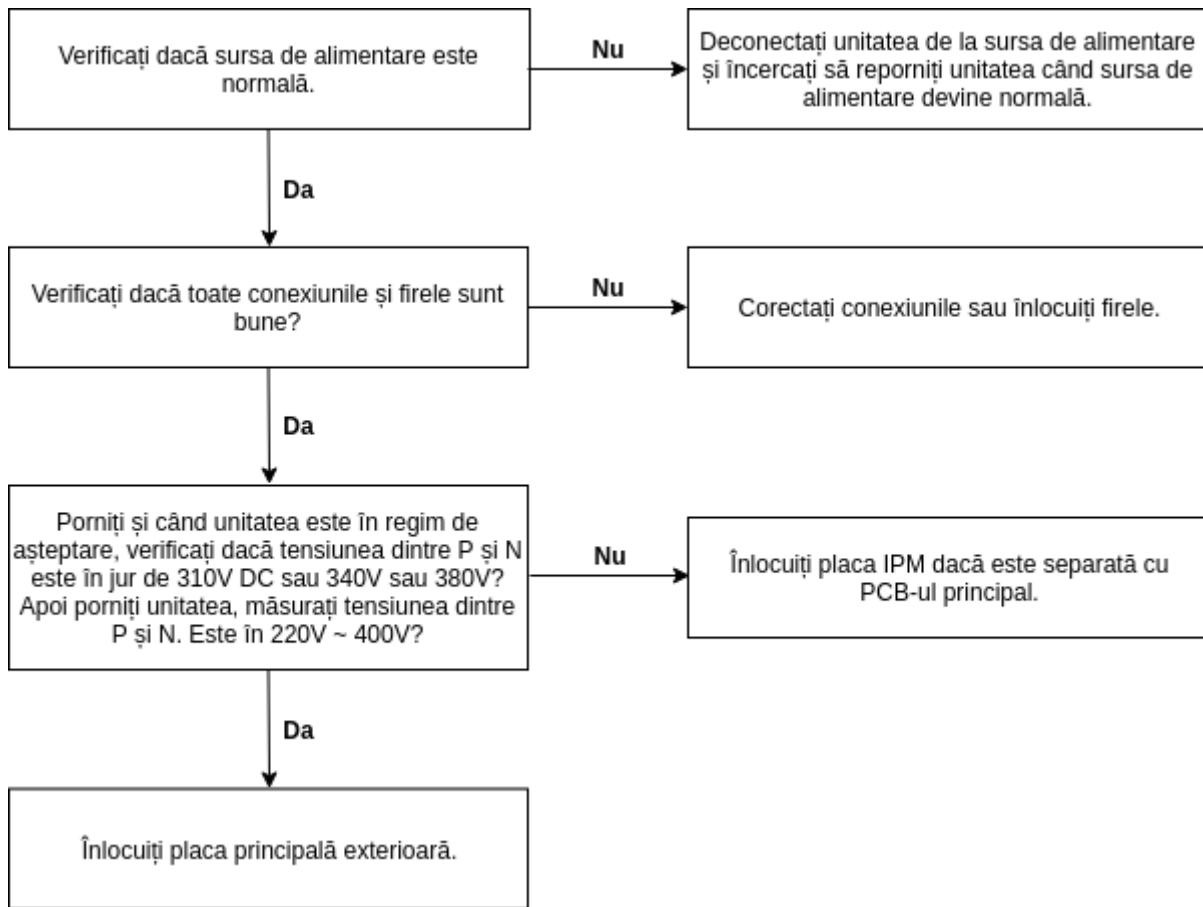 Verificați dacă sursa de alimentare este
normală.
Nu
Deconectați unitatea de la sursa de alimentare
și încercați să reporniți unitatea când sursa de
alimentare devine normală.
Da
Verificați dacă toate conexiunile și firele sunt
bune?
Nu
Corectați conexiunile sau înlocuiți firele.
Da
Porniți și când unitatea este în regim de
așteptare, verificați dacă tensiunea dintre P și N
este în jur de 310V DC sau 340V sau 380V?
Apoi porniți unitatea, măsurați tensiunea dintre
P și N. Este în 220V ~ 400V?
Nu
Înlocuiți placa IPM dacă este separată cu
PCB-ul principal.
Da
Înlocuiți placa principală exterioară.